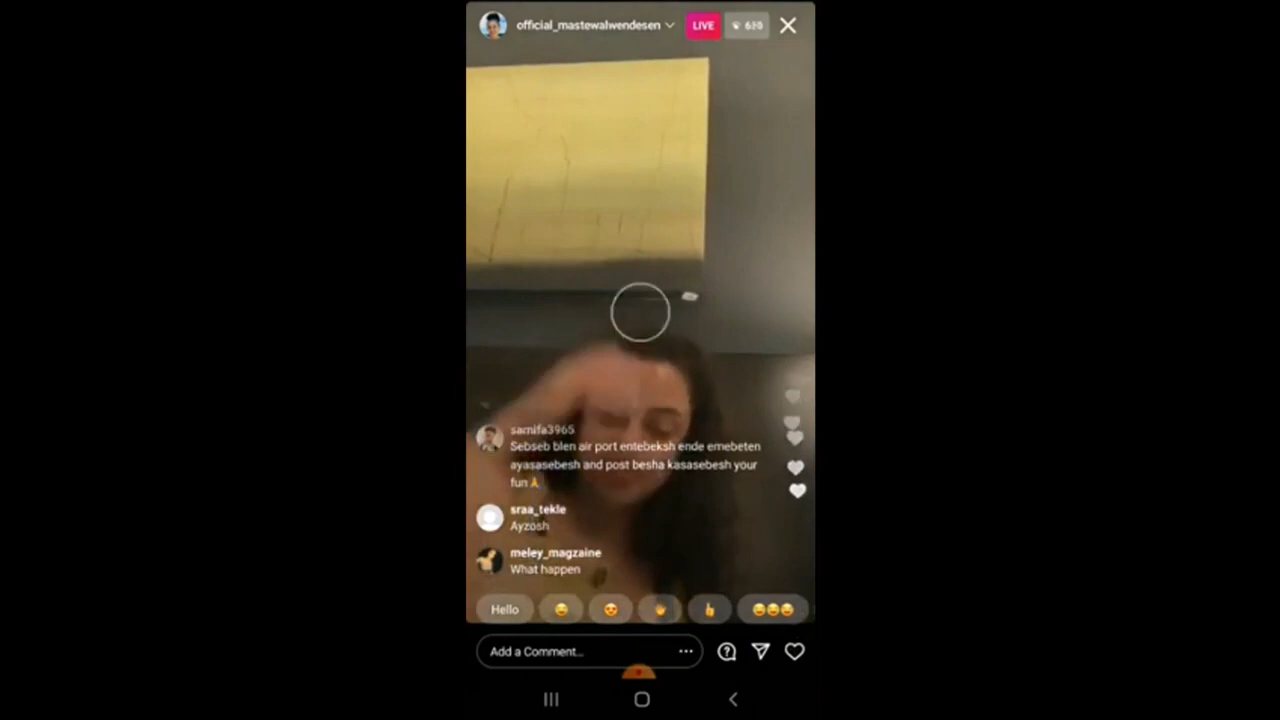 official_mastewalwendesen
LIVE
samifa3965
Sebseb blen air port entebeksh ende emebeten
ayasasebesh and post besha kasasebesh your
fun🙏
sraa_tekle
Ayzosh
meley_magzaine
What happen
Hello
Add a Comment...